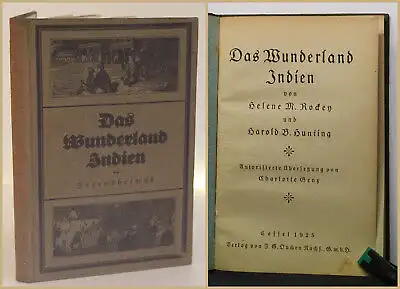 Das
Wunderland
Indien
Das Wunderland
Indien
von
Helene M. Rockey
und
Harold B. Hunting
Autorisierte Übersetzung von
Charlotte Genz
Cassel 1925
Verlag von J. G. Oncken Nachf., G. m. b. H.